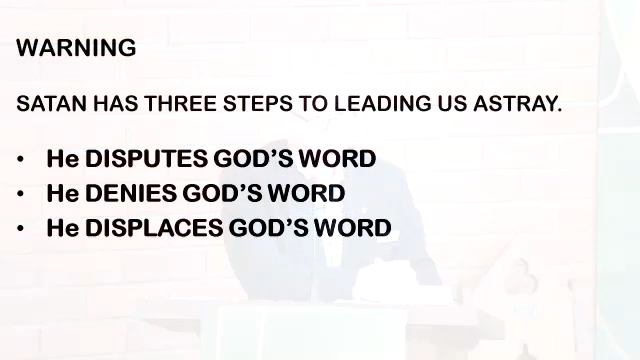 WARNING
SATAN HAS THREE STEPS TO LEADING US ASTRAY.
• He DISPUTES GOD’S WORD
• He DENIES GOD’S WORD
• He DISPLACES GOD’S WORD